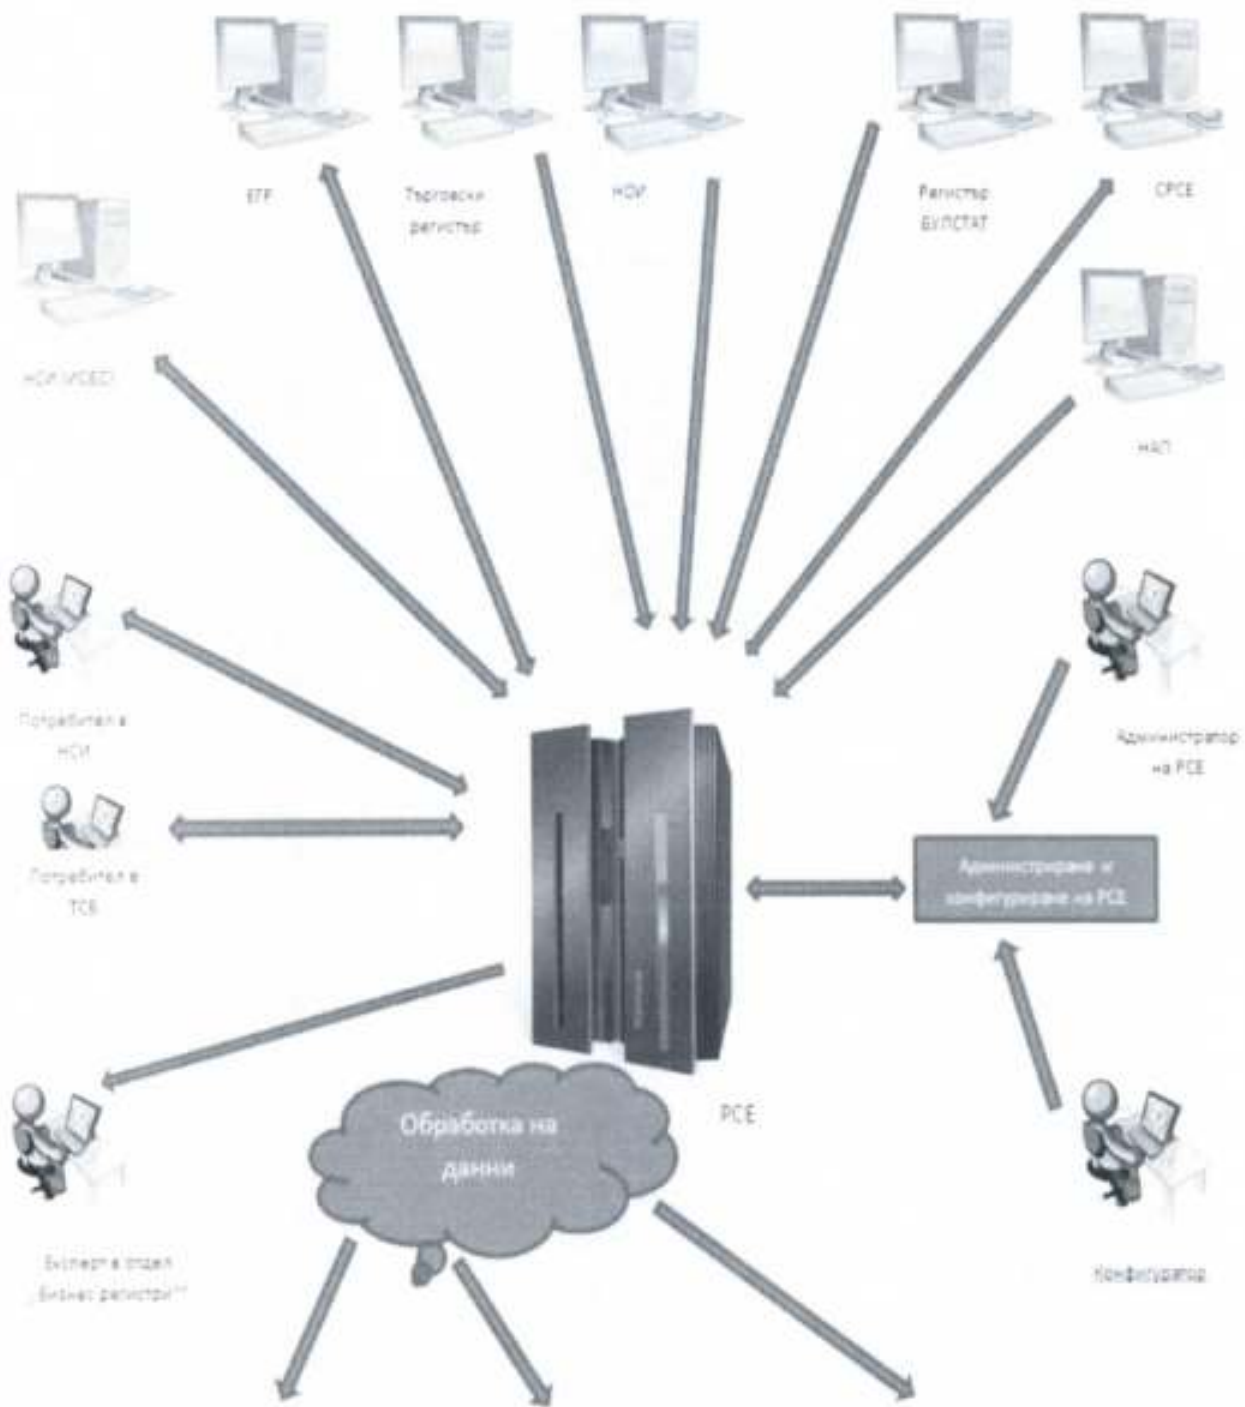 ЕГР
Търговски
регистър
НОИ
Регистър
БУЛСТАТ
СРСЕ
НСИ (ИСБС)
НАП
Потребител в
НСИ
Администратор
на РСЕ
Потребител в
ТСБ
Администриране и
конфигуриране на РСЕ
РСЕ
Обработка на
данни
Експерт в отдел
„Бизнес регистри““
Конфигуратор